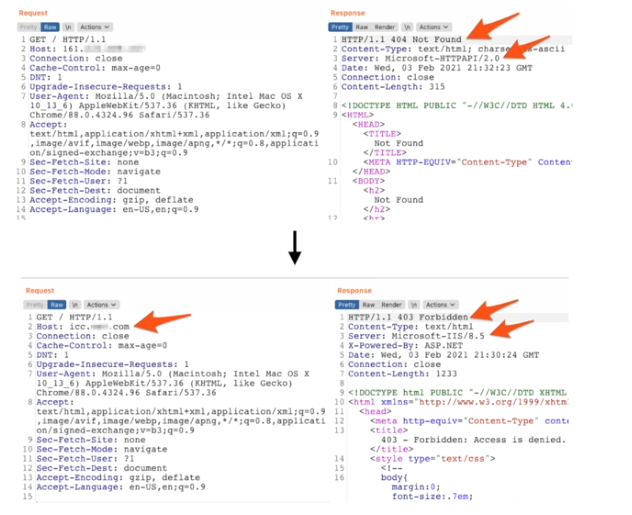 Request
Pretty Raw \n Actions
1 GET / HTTP/1.1
2 Host: 161.
3 Connection: close
4 Cache-Control: max-age=0
5 DNT: 1
6 Upgrade-Insecure-Requests: 1
7 User-Agent: Mozilla/5.0 (Macintosh; Intel Mac OS X
10_13_6) AppleWebKit/537.36 (KHTML, like Gecko)
Chrome/88.0.4324.96 Safari/537.36
8 Accept:
text/html,application/xhtml+xml,application/xml;q=0.9
,image/avif,image/webp,image/apng,*/*;q=0.8,applicati
on/signed-exchange;v=b3;q=0.9
9 Sec-Fetch-Site: none
10 Sec-Fetch-Mode: navigate
11 Sec-Fetch-User: ?1
12 Sec-Fetch-Dest: document
13 Accept-Encoding: gzip, deflate
14 Accept-Language: en-US,en;q=0.9
15
Response
Pretty Raw Render \n Actions
1 HTTP/1.1 404 Not Found
2 Content-Type: text/html; -ascii
3 Server: Microsoft-HTTPAPI/2.0
4 Date: Wed, 03 Feb 2021 21:32:23 GMT
5 Connection: close
6 Content-Length: 315
7
8 <!DOCTYPE HTML PUBLIC "-//W3C//DTD HTML 4.
9 <HTML>
<HEAD>
<TITLE>
Not Found
</TITLE>
10 <META HTTP-EQUIV="Content-Type" Conten
</HEAD>
11 <BODY>
<h2>
Not Found
</h2>
12 <hr>
Request
Pretty Raw \n Actions
1 GET / HTTP/1.1
2 Host: icc. .com
3 Connection: close
4 Cache-Control: max-age=0
5 DNT: 1
6 Upgrade-Insecure-Requests: 1
7 User-Agent: Mozilla/5.0 (Macintosh; Intel Mac OS X
10_13_6) AppleWebKit/537.36 (KHTML, like Gecko)
Chrome/88.0.4324.96 Safari/537.36
8 Accept:
text/html,application/xhtml+xml,application/xml;q=0.9
,image/avif,image/webp,image/apng,*/*;q=0.8,applicati
on/signed-exchange;v=b3;q=0.9
9 Sec-Fetch-Site: none
10 Sec-Fetch-Mode: navigate
11 Sec-Fetch-User: ?1
12 Sec-Fetch-Dest: document
13 Accept-Encoding: gzip, deflate
14 Accept-Language: en-US,en;q=0.9
15
Response
Pretty Raw Render \n Actions
1 HTTP/1.1 403 Forbidden
2 Content-Type: text/html
3 Server: Microsoft-IIS/8.5
4 X-Powered-By: ASP.NET
5 Date: Wed, 03 Feb 2021 21:30:24 GMT
6 Connection: close
7 Content-Length: 1233
8
9 <!DOCTYPE html PUBLIC "-//W3C//DTD XHTML
10 <html xmlns="http://www.w3.org/1999/xhtm
11 <head>
12 <meta http-equiv="Content-Type" conte
13 <title>
403 - Forbidden: Access is denied.
</title>
14 <style type="text/css">
15 <!--
16 body{
margin:0;
font-size:.7em;